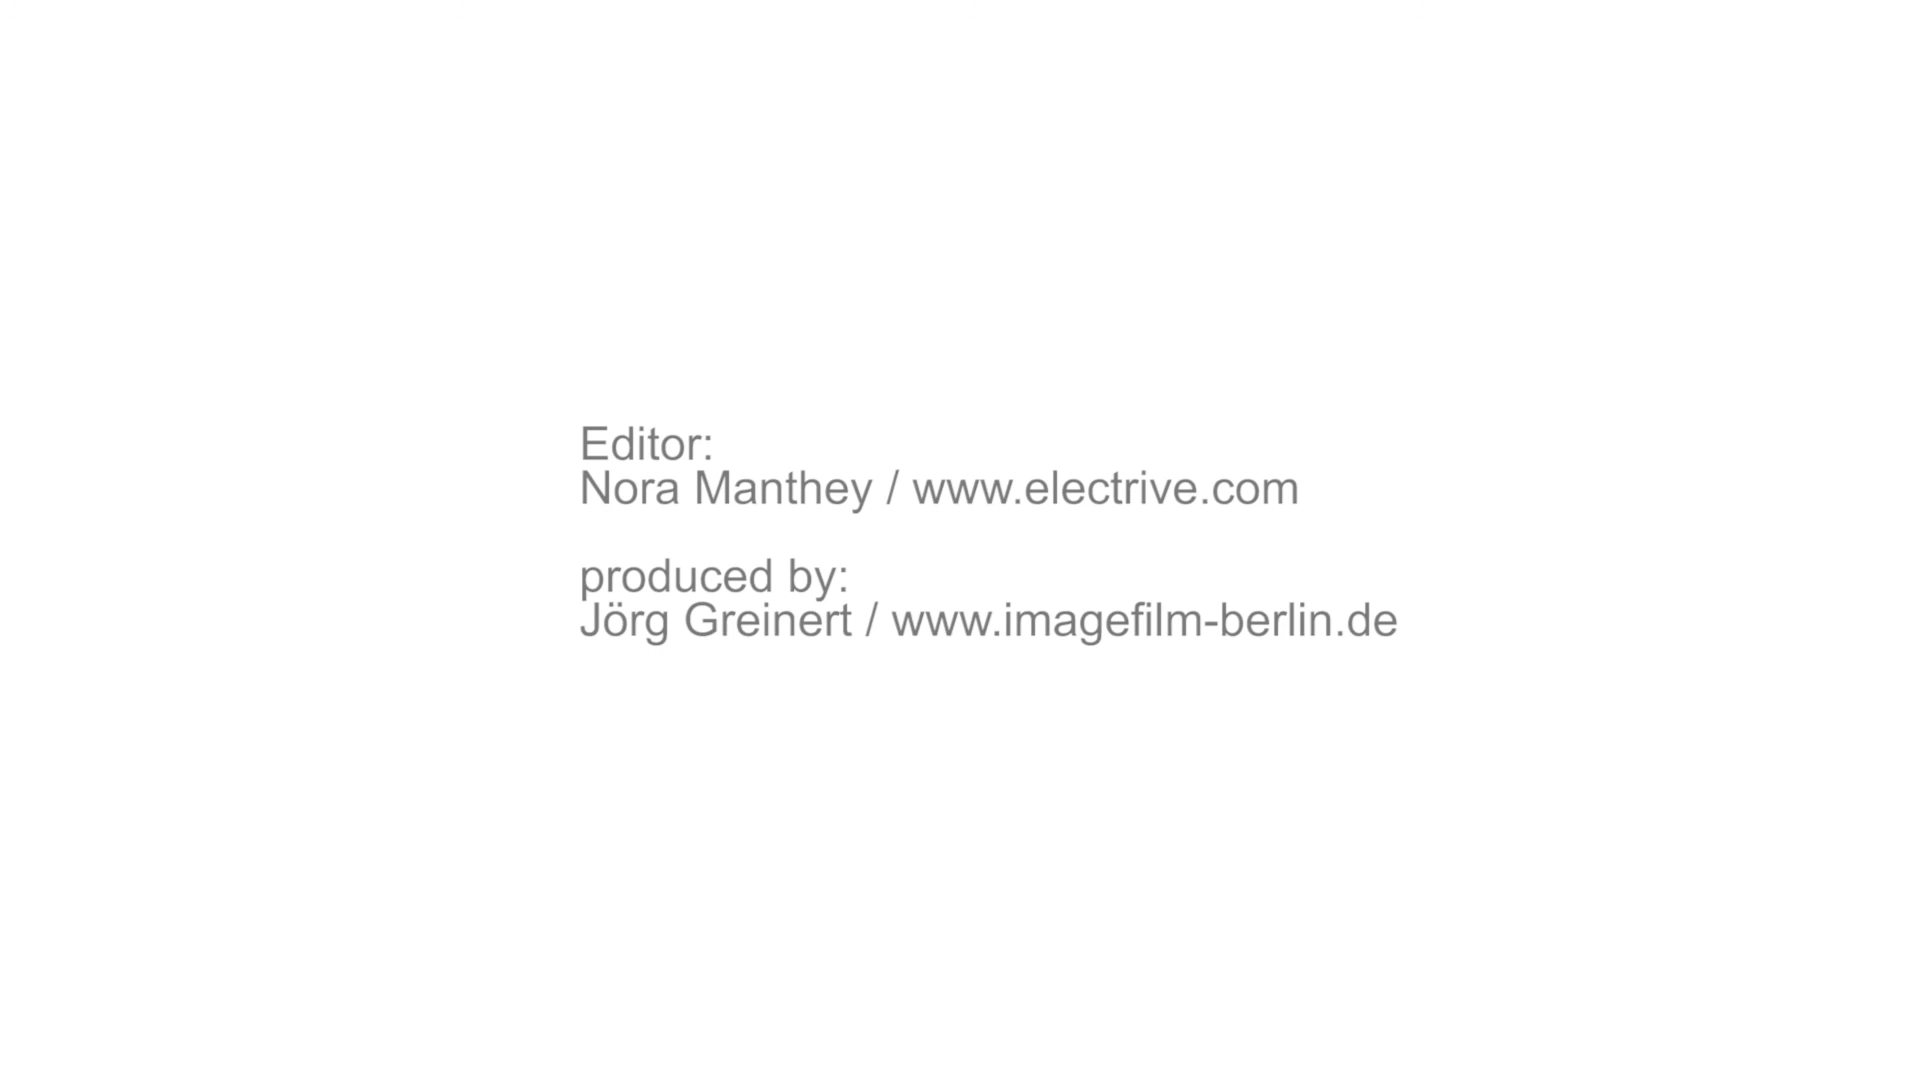 Editor:
Nora Manthey / www.electrive.com
produced by:
Jörg Greinert / www.imagefilm-berlin.de